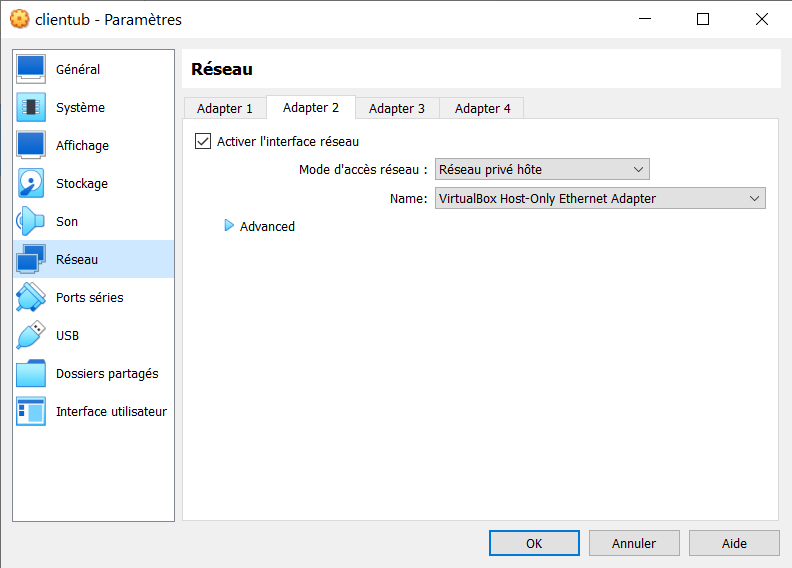 clientub - Paramètres
Général
Système
Affichage
Stockage
Son
Réseau
Ports séries
USB
Dossiers partagés
Interface utilisateur
Réseau
Adapter 1
Adapter 2
Adapter 3
Adapter 4
Activer l'interface réseau
Mode d'accès réseau : Réseau privé hôte
Name: VirtualBox Host-Only Ethernet Adapter
Advanced
OK
Annuler
Aide